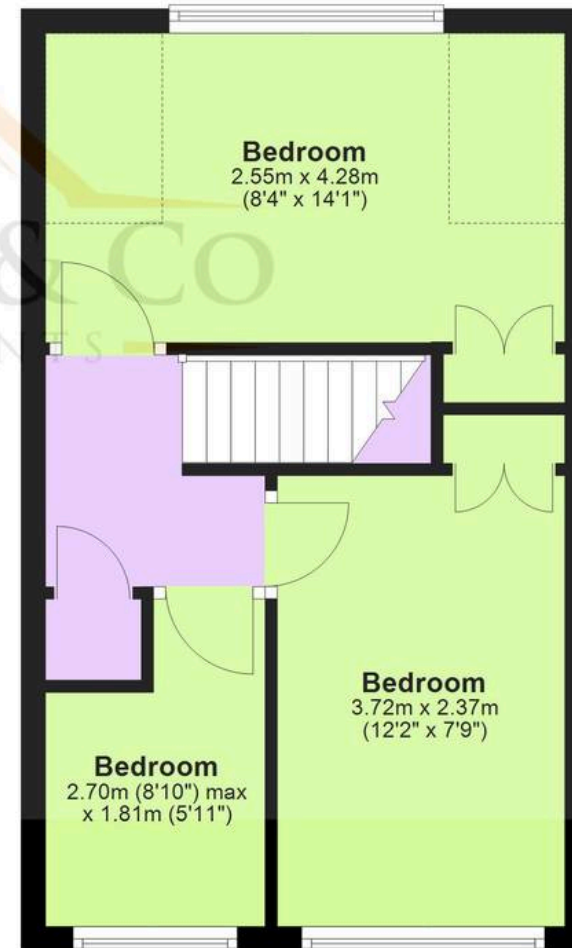 Bedroom
2.55m x 4.28m
(8'4" x 14'1")
& Co
Bedroom
3.72m x 2.37m
(12'2" x 7'9")
Bedroom
2.70m (8'10") max
x 1.81m (5'11")